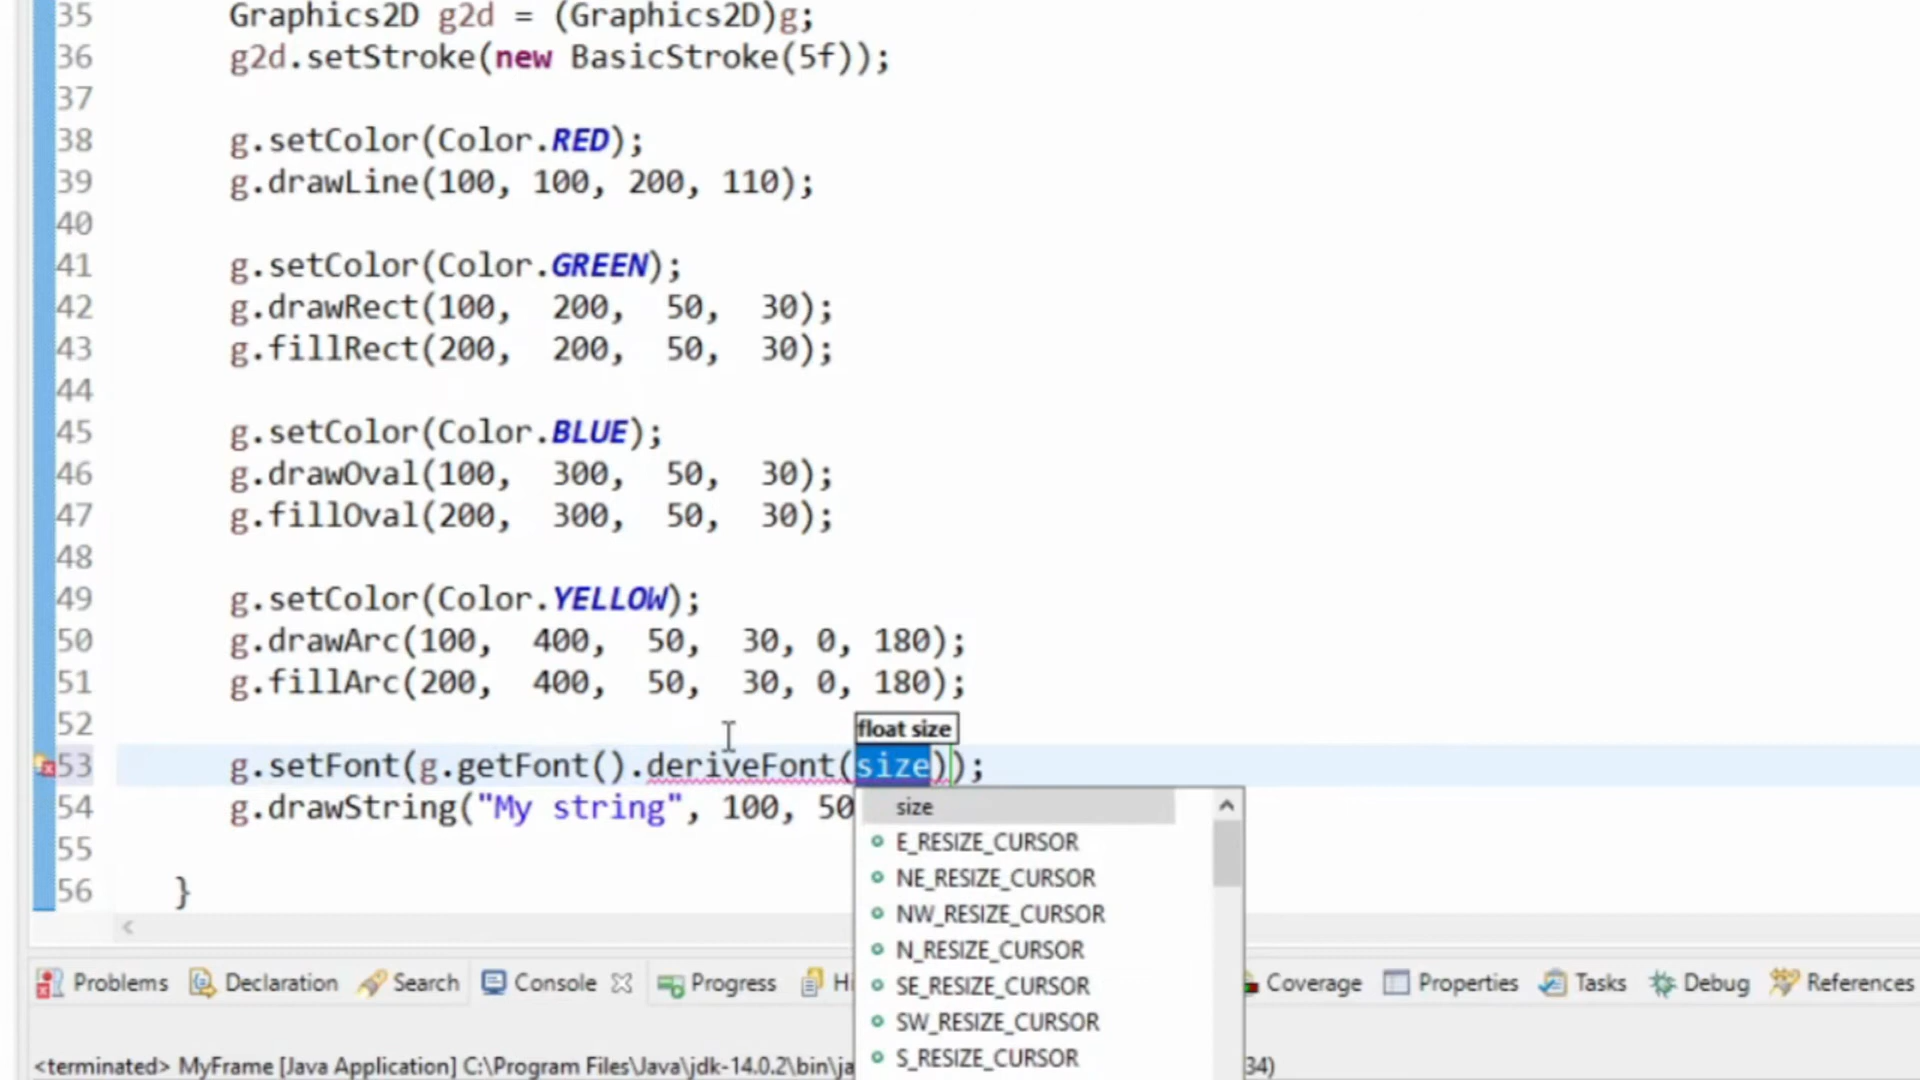 35 Graphics2D g2d = (Graphics2D)g;
36 g2d.setStroke(new BasicStroke(5f));
37
38 g.setColor(Color.RED);
39 g.drawLine(100, 100, 200, 110);
40
41 g.setColor(Color.GREEN);
42 g.drawRect(100, 200, 50, 30);
43 g.fillRect(200, 200, 50, 30);
44
45 g.setColor(Color.BLUE);
46 g.drawOval(100, 300, 50, 30);
47 g.fillOval(200, 300, 50, 30);
48
49 g.setColor(Color.YELLOW);
50 g.drawArc(100, 400, 50, 30, 0, 180);
51 g.fillArc(200, 400, 50, 30, 0, 180);
52
float size
53 g.setFont(g.getFont().deriveFont(size));
54 g.drawString("My string", 100, 50
size
55
E_RESIZE_CURSOR
56 }
NE_RESIZE_CURSOR
NW_RESIZE_CURSOR
N_RESIZE_CURSOR
SE_RESIZE_CURSOR
SW_RESIZE_CURSOR
S_RESIZE_CURSOR
Problems Declaration Search Console Progress Hi Coverage Properties Tasks Debug References
<terminated> MyFrame [Java Application] C:\Program Files\Java\jdk-14.0.2\bin\ja 34)